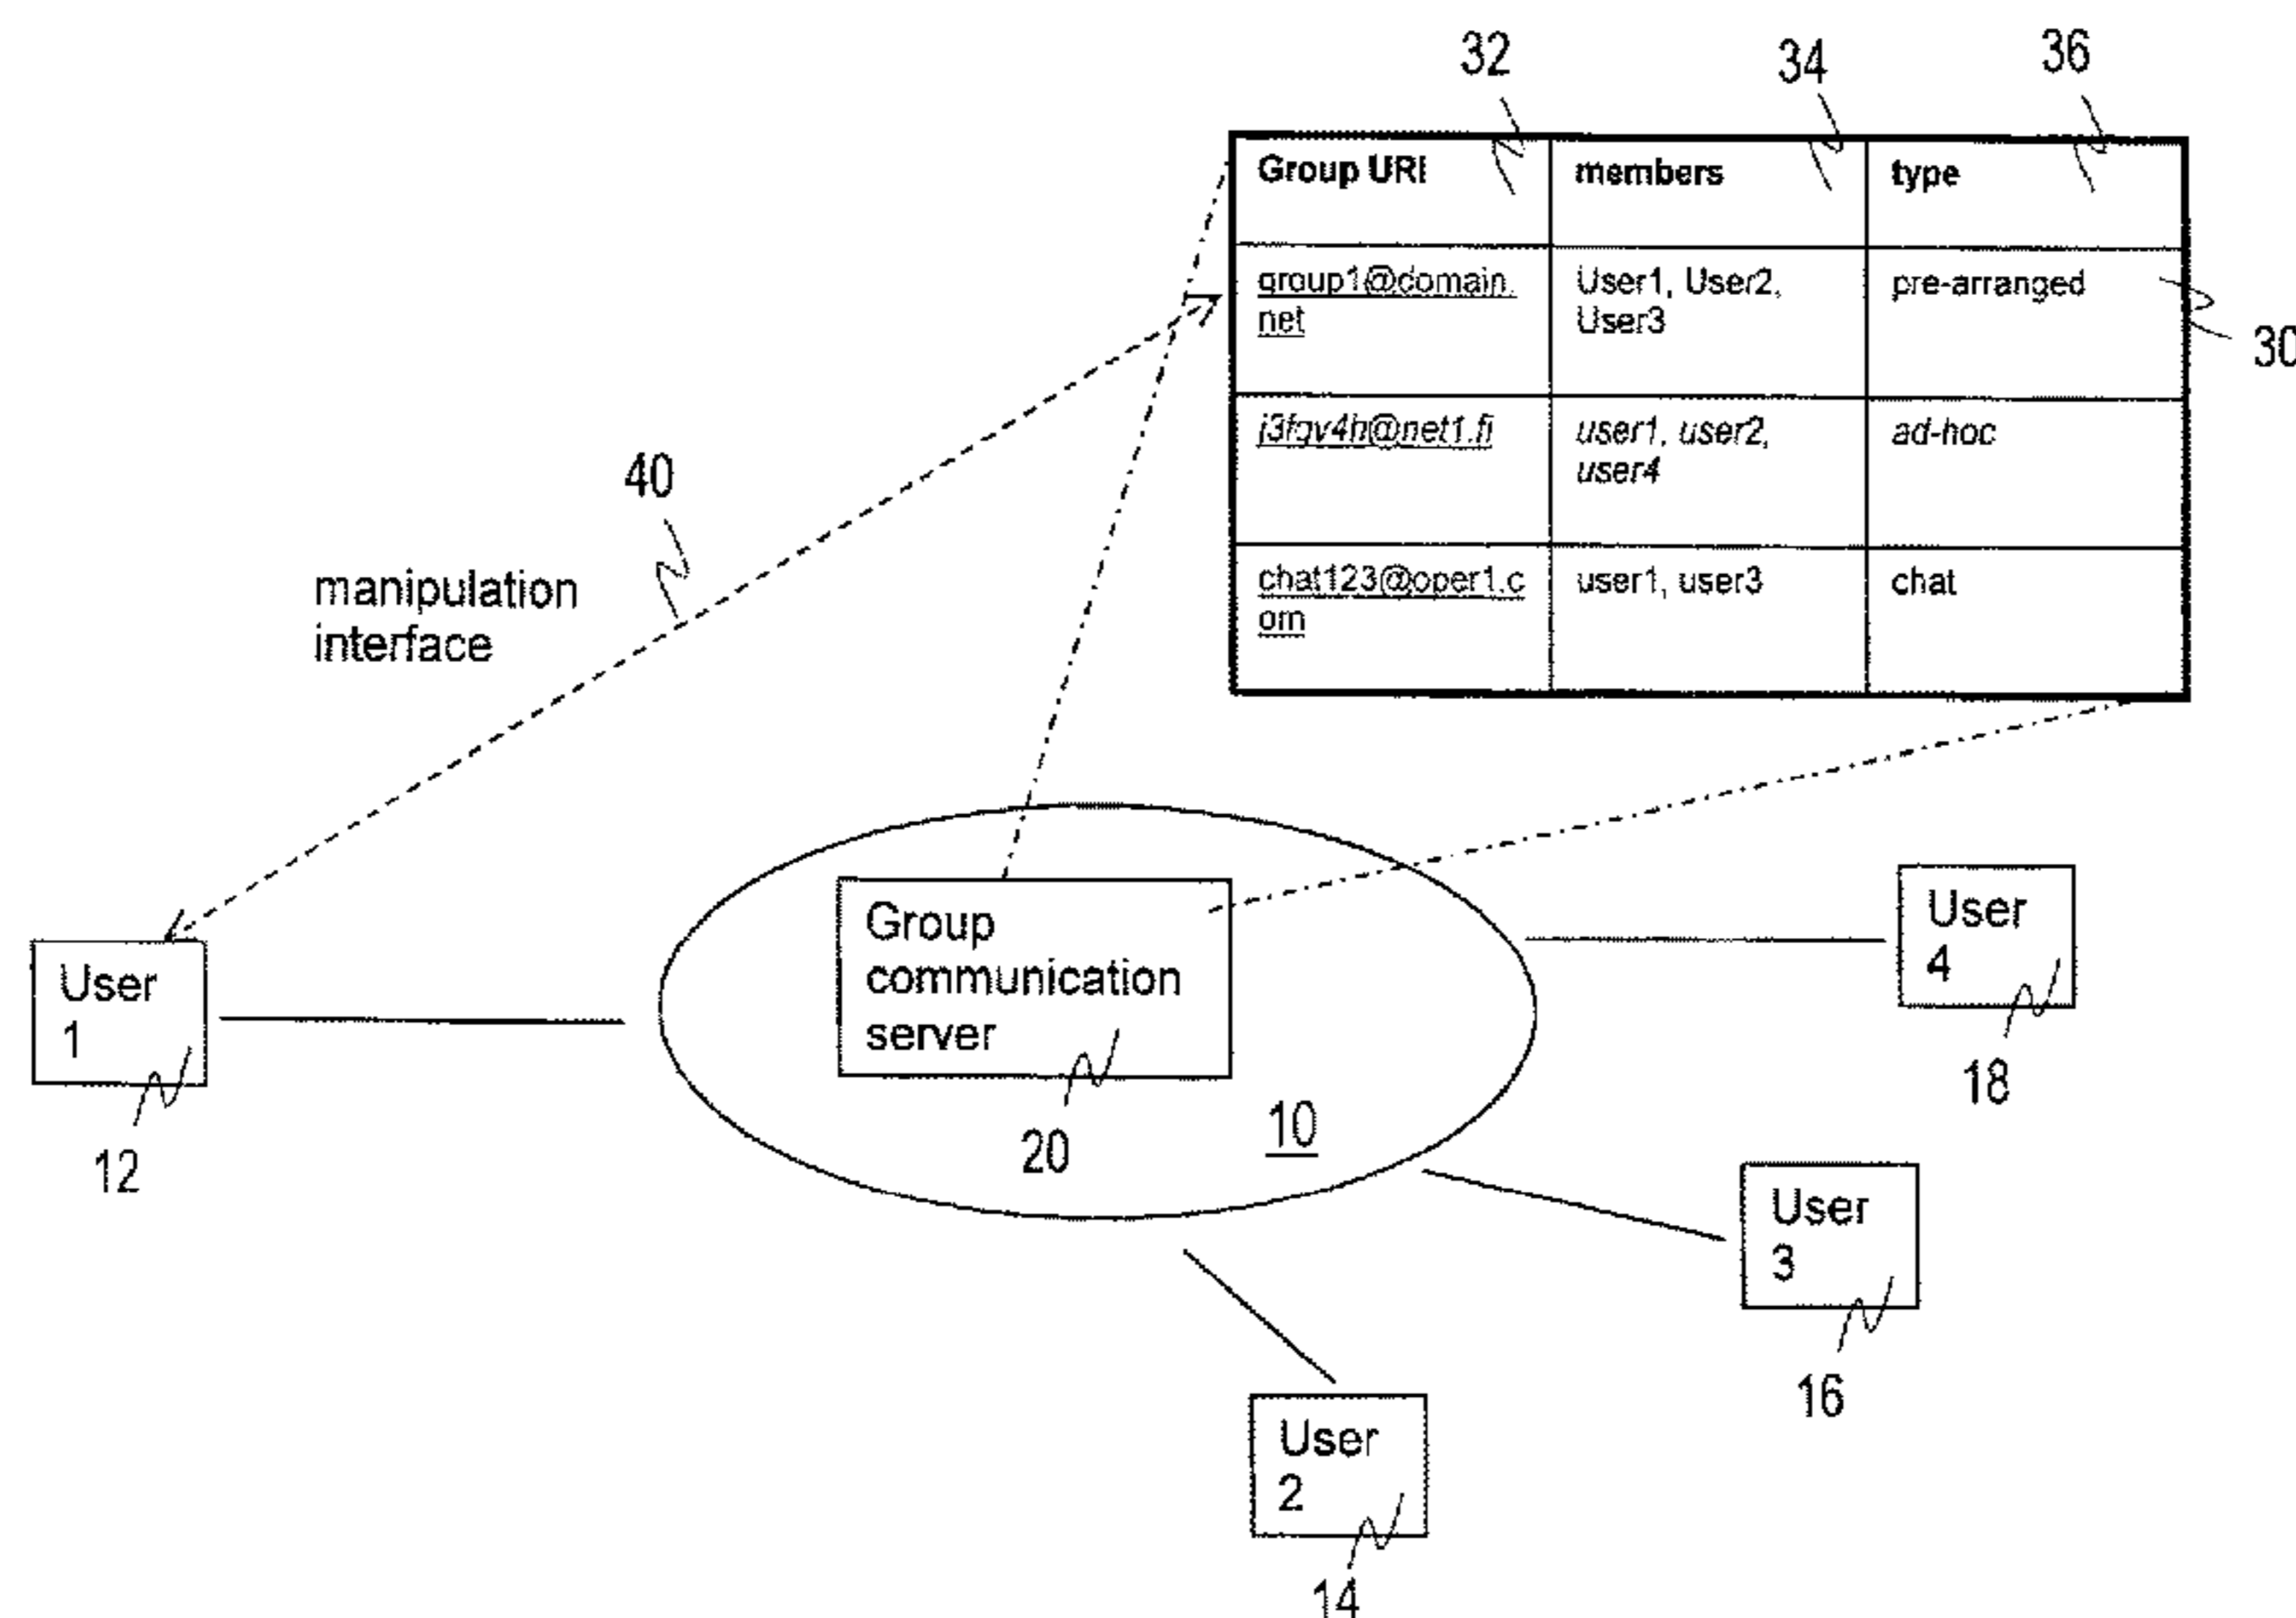 32
34
36
Group URI
members
type
group1@domain.
net
User1, User2,
User3
pre-arranged
30
j3fgv4h@net1.fi
user1, user2,
user4
ad-hoc
chat123@oper1.c
om
user1, user3
chat
40
manipulation
interface
User
1
12
Group
communication
server
20
10
User
4
18
User
3
16
User
2
14